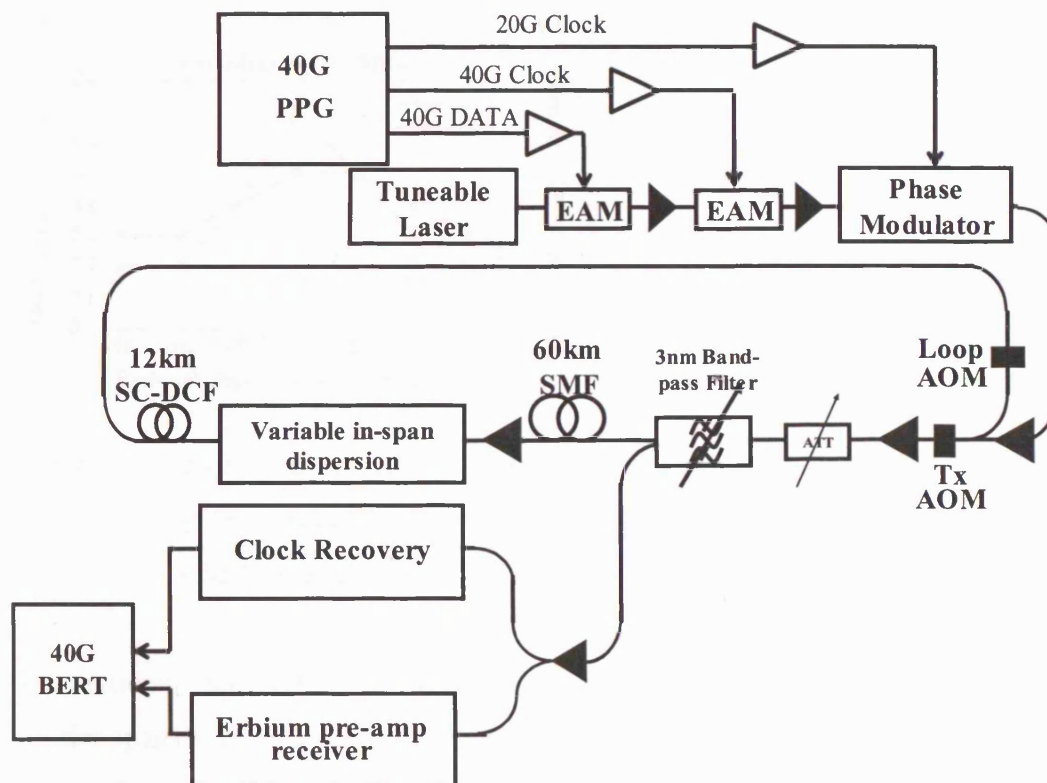 20G Clock
40G
PPG
40G Clock
40G DATA
Tuneable
Laser
EAM
EAM
Phase
Modulator
12km
SC-DCF
60km
SMF
3nm Band-
pass Filter
Loop
AOM
Variable in-span
dispersion
ATT
Tx
AOM
Clock Recovery
40G
BERT
Erbium pre-amp
receiver